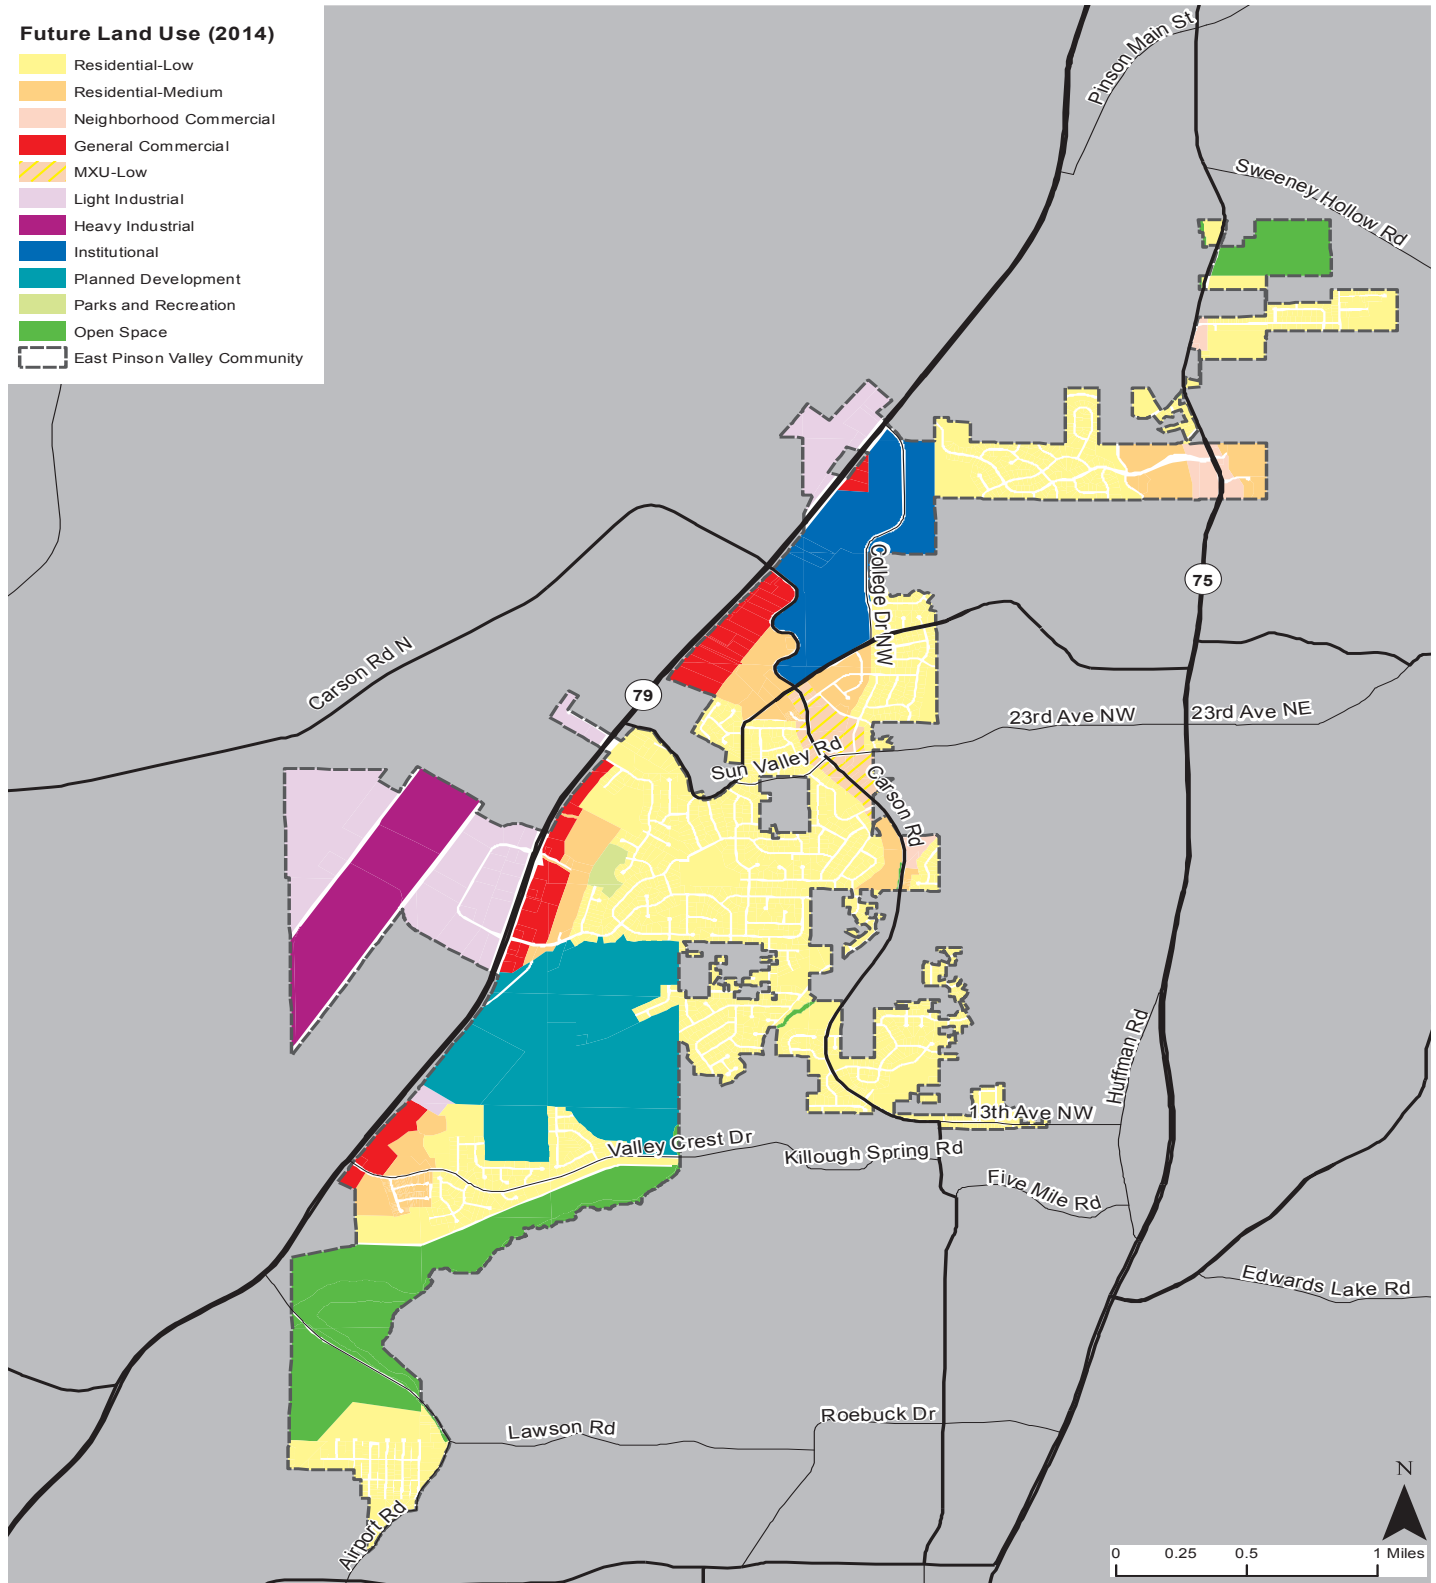 Future Land Use (2014)
Residential-Low
Residential-Medium
Neighborhood Commercial
General Commercial
MXU-Low
Light Industrial
Heavy Industrial
Institutional
Planned Development
Parks and Recreation
Open Space
East Pinson Valley Community
Pinson Main St
Sweeney Hollow Rd
College Dr NW
75
Carson Rd N
79
23rd Ave NW
23rd Ave NE
Sun Valley Rd
Carson Rd
Huffman Rd
13th Ave NW
Valley Crest Dr
Killough Spring Rd
Five Mile Rd
Edwards Lake Rd
Roebuck Dr
Lawson Rd
Airport Rd
N
0 0.25 0.5 1 Miles